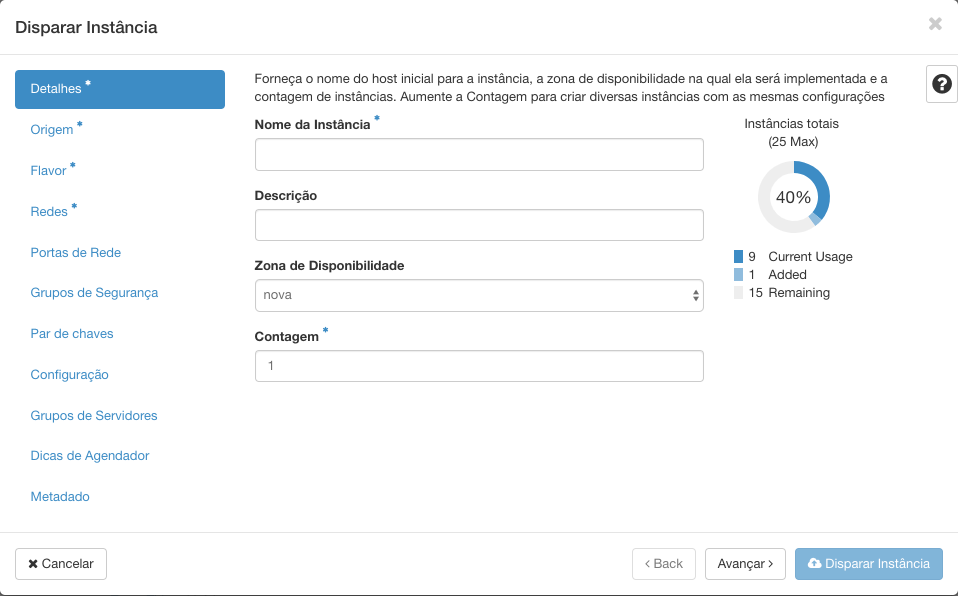 Disparar Instância
Detalhes *
Origem *
Flavor *
Redes *
Portas de Rede
Grupos de Segurança
Par de chaves
Configuração
Grupos de Servidores
Dicas de Agendador
Metadado
Forneça o nome do host inicial para a instância, a zona de disponibilidade na qual ela será implementada e a
contagem de instâncias. Aumente a Contagem para criar diversas instâncias com as mesmas configurações
Nome da Instância *
Descrição
Zona de Disponibilidade
nova
Contagem *
1
Instâncias totais
(25 Max)
40%
9 Current Usage
1 Added
15 Remaining
✖ Cancelar
‹ Back
Avançar ›
Disparar Instância